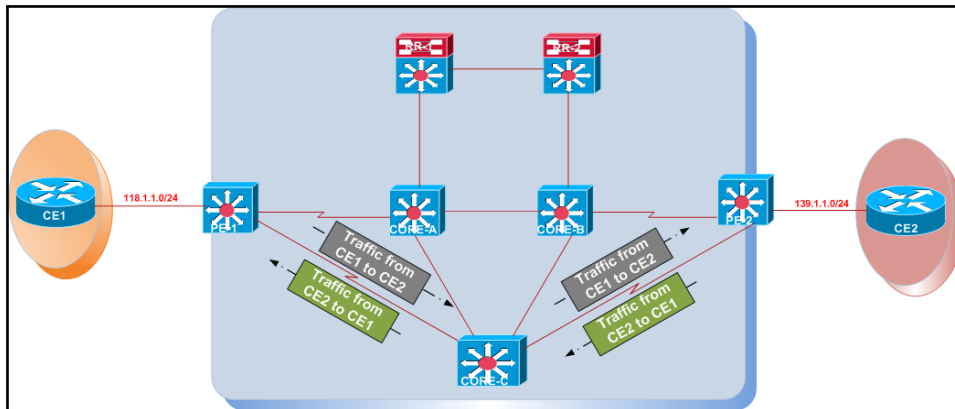 RR-1
RR-2
118.1.1.0/24
139.1.1.0/24
CE1
PE-1
CORE-A
CORE-B
PE-2
CE2
Traffic from
CE1 to CE2
Traffic from
CE2 to CE1
Traffic from
CE1 to CE2
Traffic from
CE2 to CE1
CORE-C